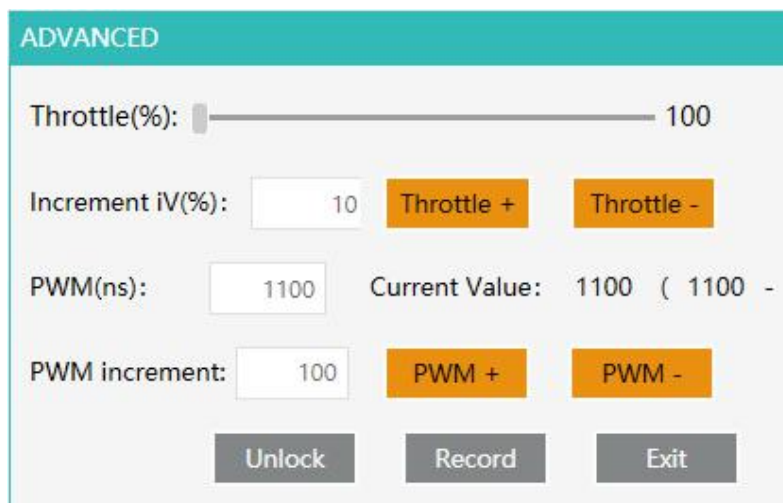 ADVANCED
Throttle(%): 100
Increment iV(%): 10 Throttle + Throttle -
PWM(ns): 1100 Current Value: 1100 ( 1100 -
PWM increment: 100 PWM + PWM -
Unlock Record Exit